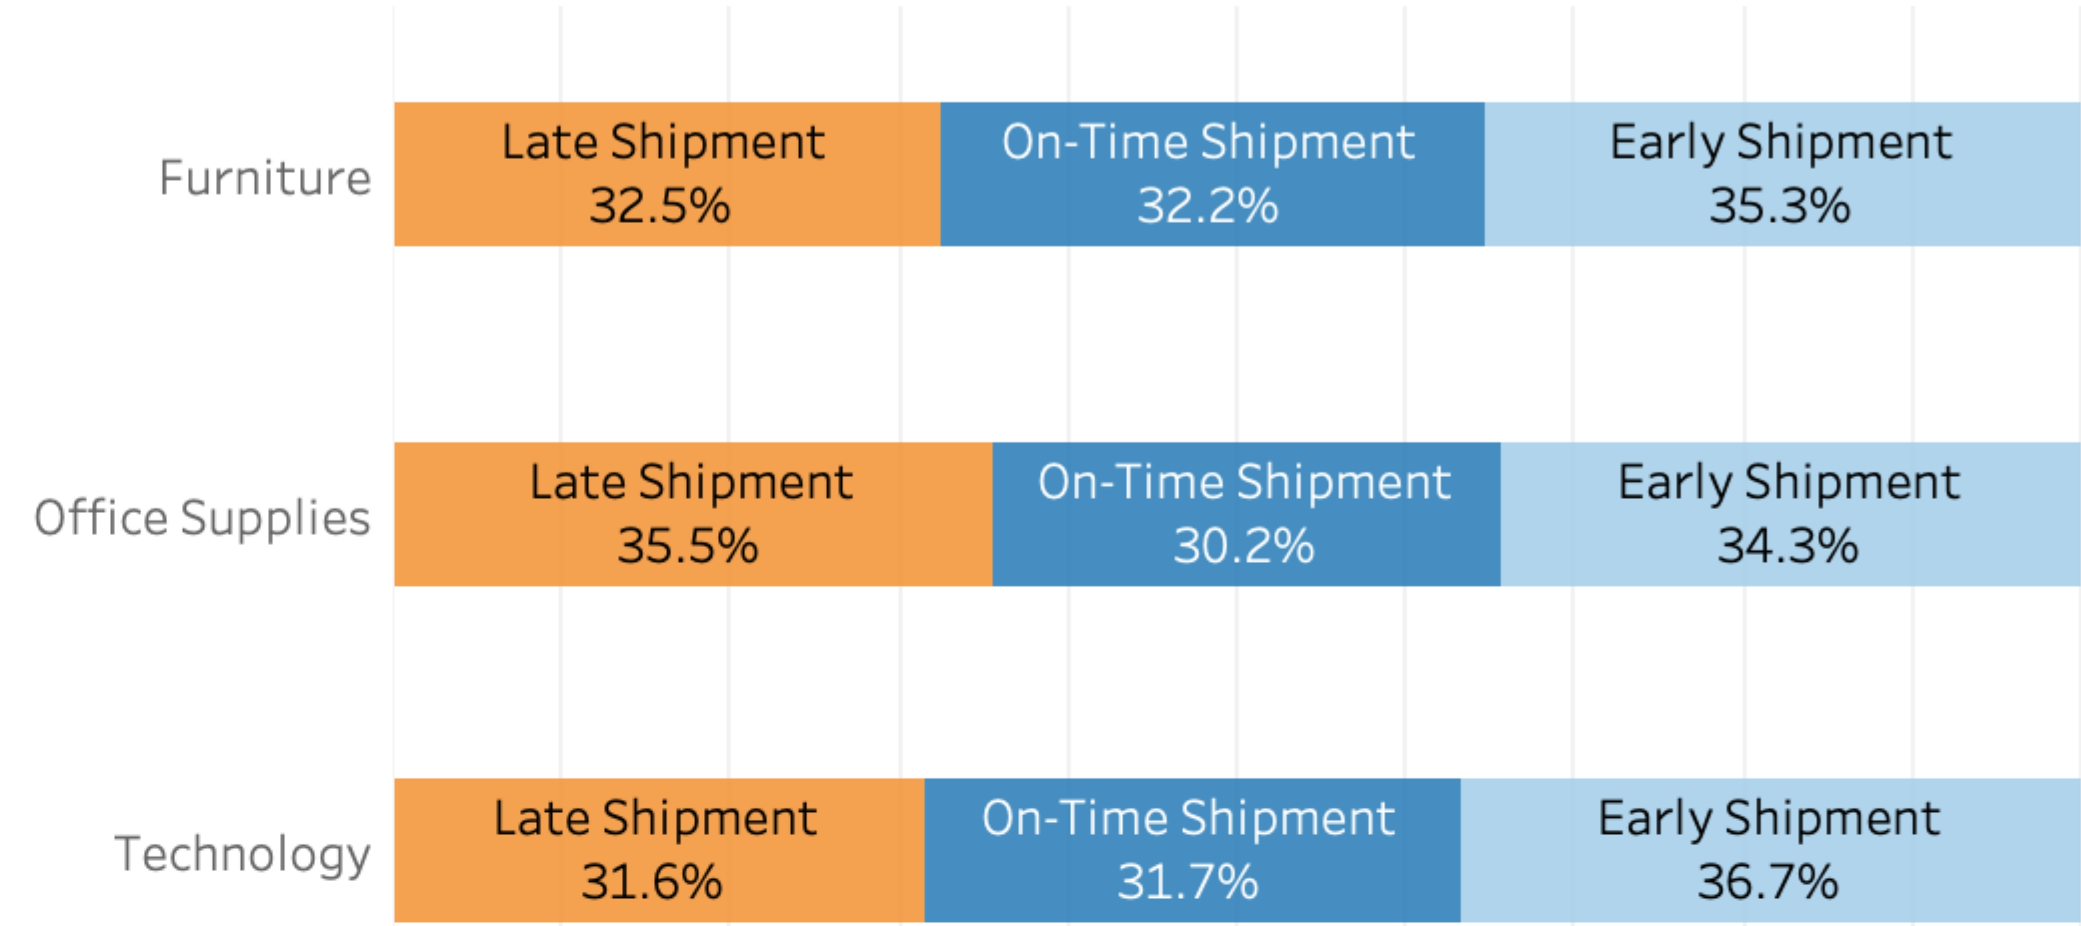 Furniture
Late Shipment
32.5%
On-Time Shipment
32.2%
Early Shipment
35.3%
Office Supplies
Late Shipment
35.5%
On-Time Shipment
30.2%
Early Shipment
34.3%
Technology
Late Shipment
31.6%
On-Time Shipment
31.7%
Early Shipment
36.7%